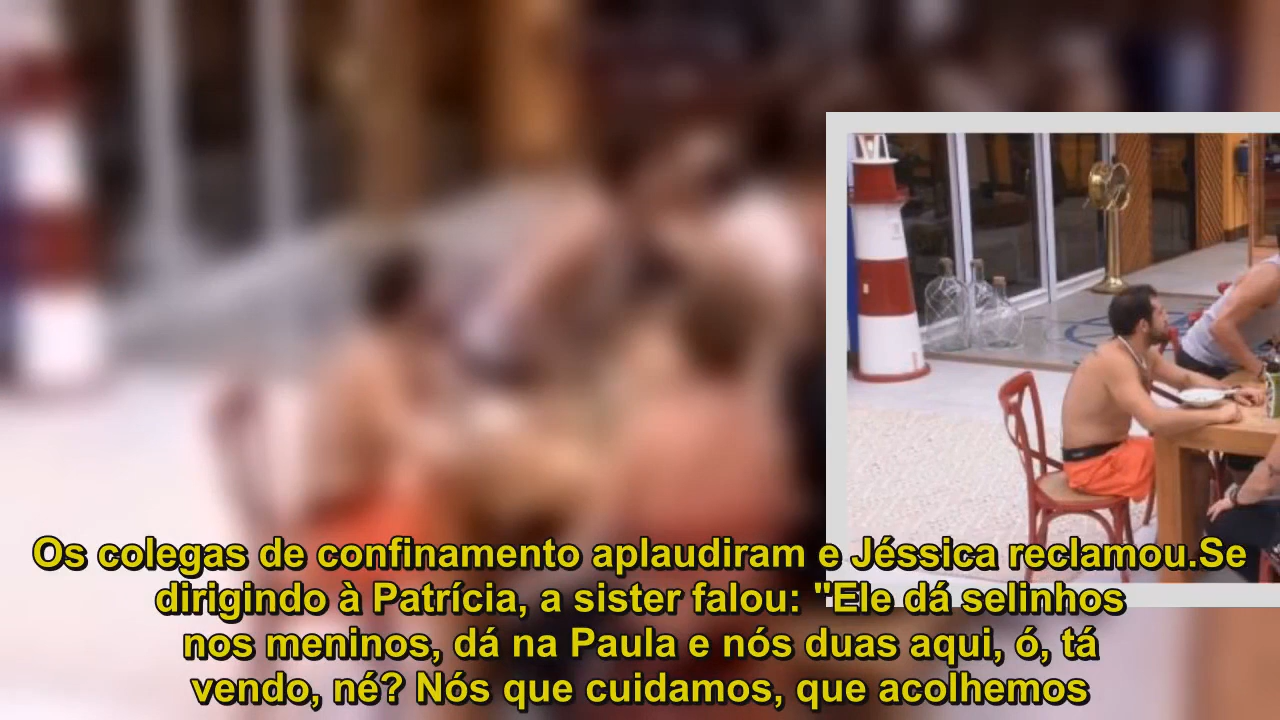 Os colegas de confinamento aplaudiram e Jéssica reclamou.Se
dirigindo à Patrícia, a sister falou: "Ele dá selinhos
nos meninos, dá na Paula e nós duas aqui, ó, tá
vendo, né? Nós que cuidamos, que acolhemos